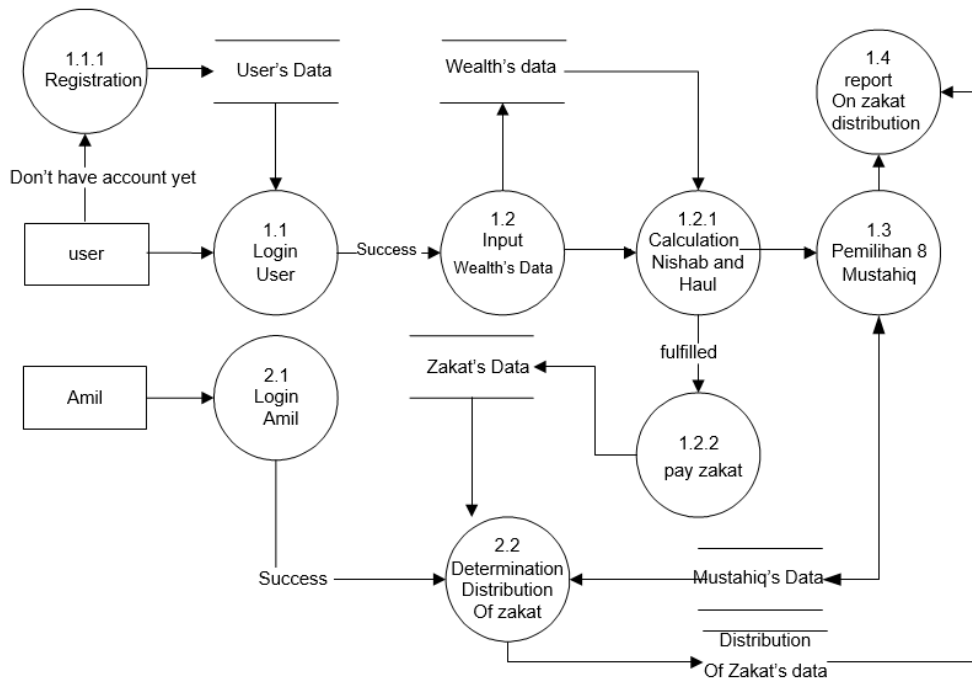 1.1.1
Registration
User's Data
Wealth's data
1.4
report
On zakat
distribution
Don't have account yet
user
1.1
Login
User
Success
1.2
Input
Wealth's Data
1.2.1
Calculation
Nishab and
Haul
1.3
Pemilihan 8
Mustahiq
fulfilled
Zakat's Data
Amil
2.1
Login
Amil
1.2.2
pay zakat
Success
2.2
Determination
Distribution
Of zakat
Mustahiq's Data
Distribution
Of Zakat's data